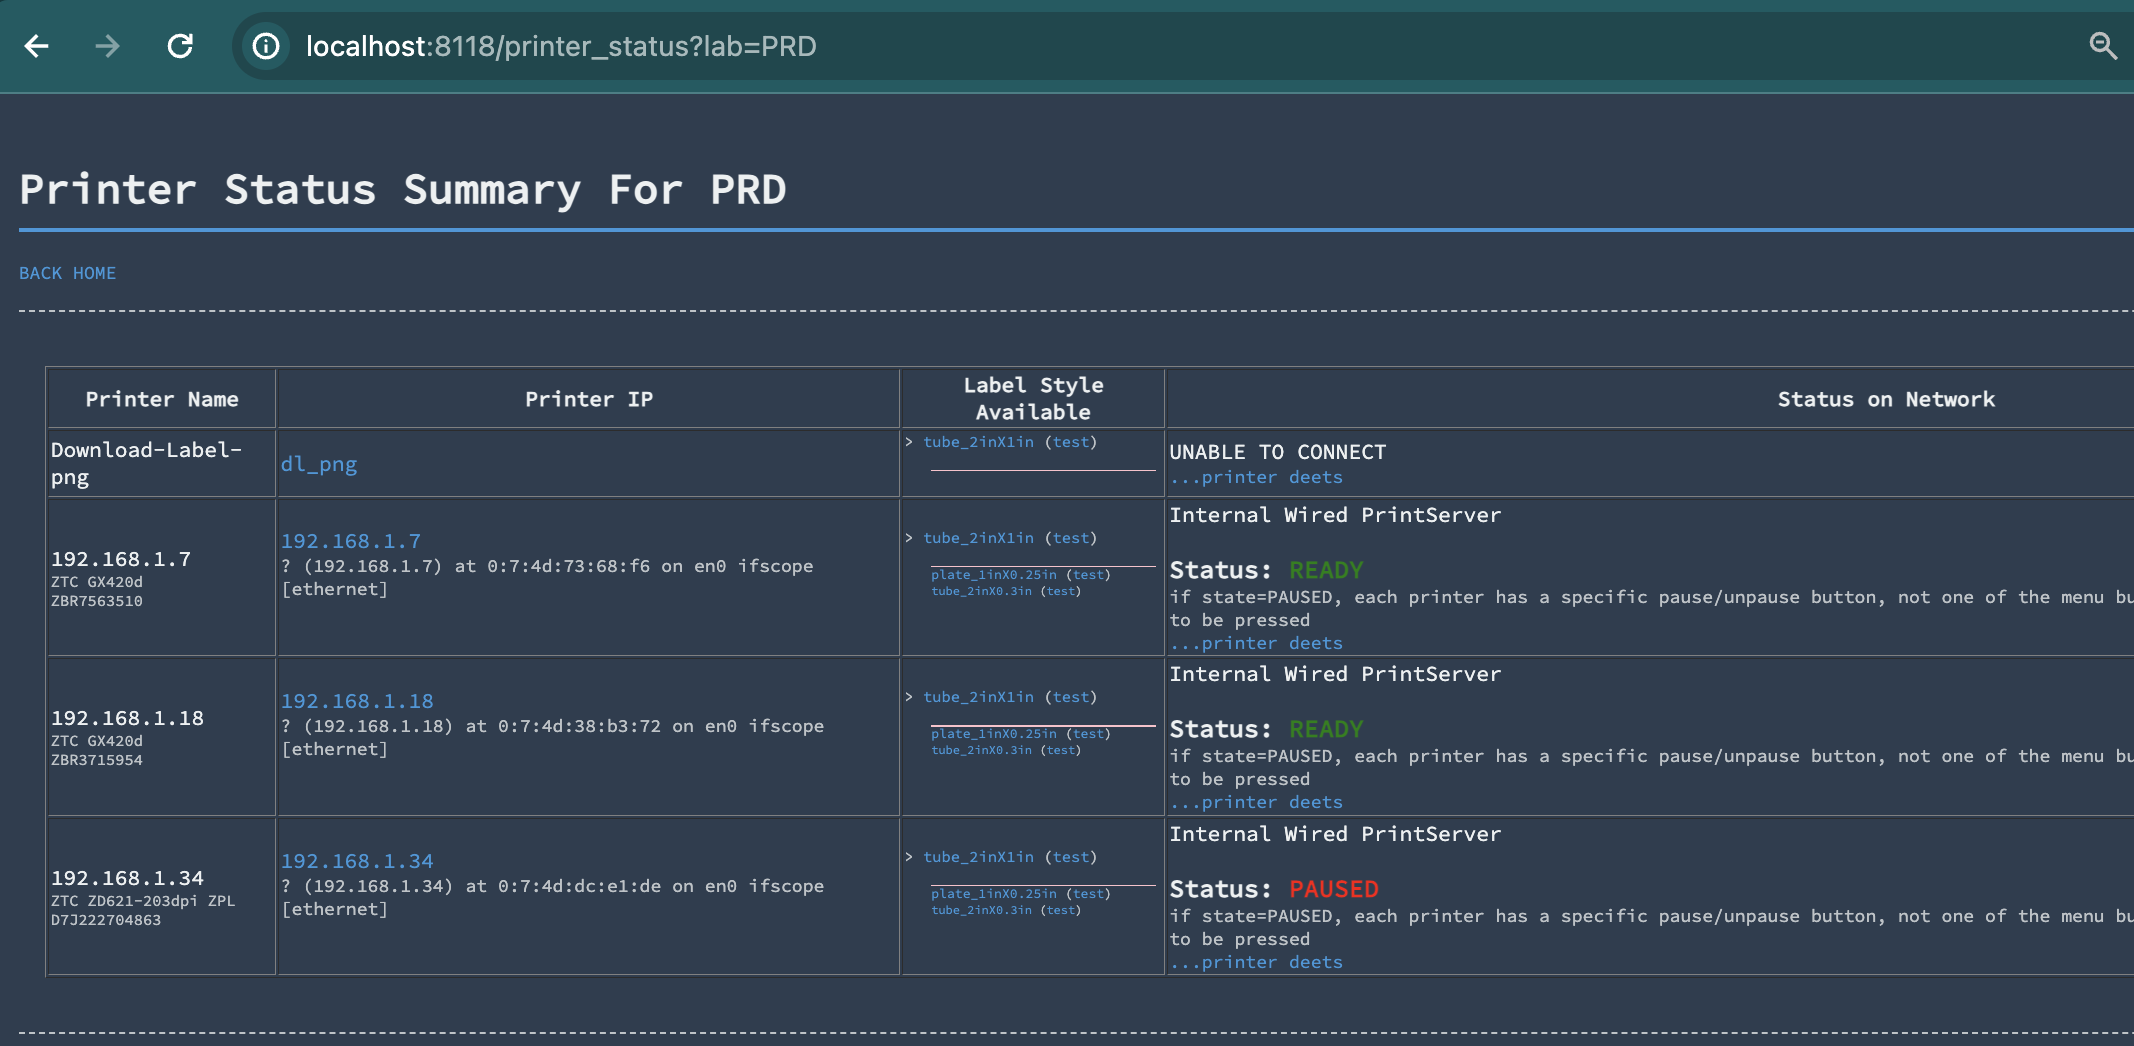 localhost:8118/printer_status?lab=PRD
Printer Status Summary For PRD
BACK HOME
Printer Name
Printer IP
Label Style
Available
Status on Network
Download-Label-
png
dl_png
> tube_2inX1in (test)
UNABLE TO CONNECT
...printer deets
192.168.1.7
ZTC GX420d
ZBR7563510
192.168.1.7
? (192.168.1.7) at 0:7:4d:73:68:f6 on en0 ifscope
[ethernet]
> tube_2inX1in (test)
plate_1inX0.25in (test)
tube_2inX0.3in (test)
Internal Wired PrintServer
Status: READY
if state=PAUSED, each printer has a specific pause/unpause button, not one of the menu bu
to be pressed
...printer deets
192.168.1.18
ZTC GX420d
ZBR3715954
192.168.1.18
? (192.168.1.18) at 0:7:4d:38:b3:72 on en0 ifscope
[ethernet]
> tube_2inX1in (test)
plate_1inX0.25in (test)
tube_2inX0.3in (test)
Internal Wired PrintServer
Status: READY
if state=PAUSED, each printer has a specific pause/unpause button, not one of the menu bu
to be pressed
...printer deets
192.168.1.34
ZTC ZD621-203dpi ZPL
D7J222704863
192.168.1.34
? (192.168.1.34) at 0:7:4d:dc:e1:de on en0 ifscope
[ethernet]
> tube_2inX1in (test)
plate_1inX0.25in (test)
tube_2inX0.3in (test)
Internal Wired PrintServer
Status: PAUSED
if state=PAUSED, each printer has a specific pause/unpause button, not one of the menu bu
to be pressed
...printer deets